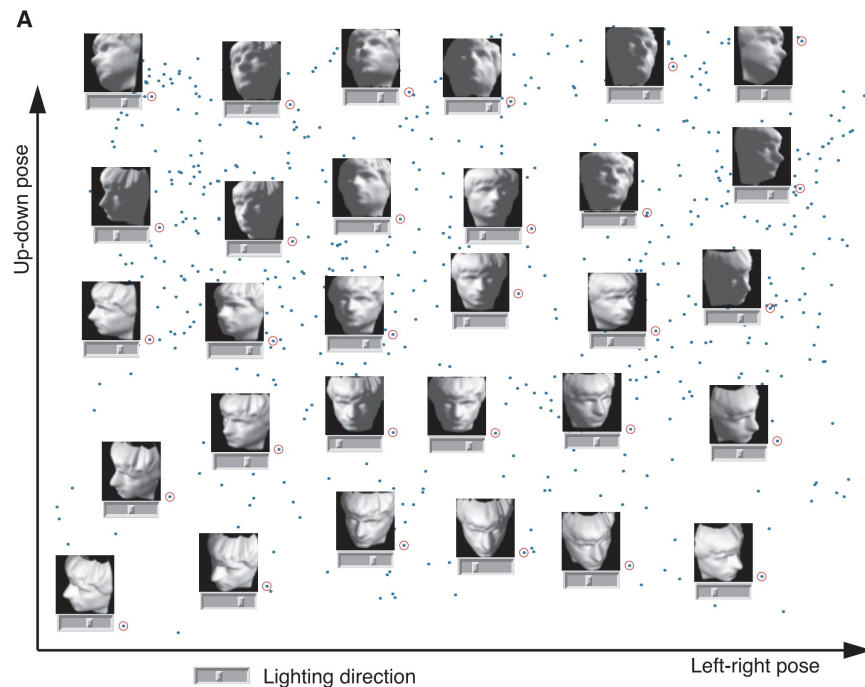 A
Up-down pose
Lighting direction
Left-right pose